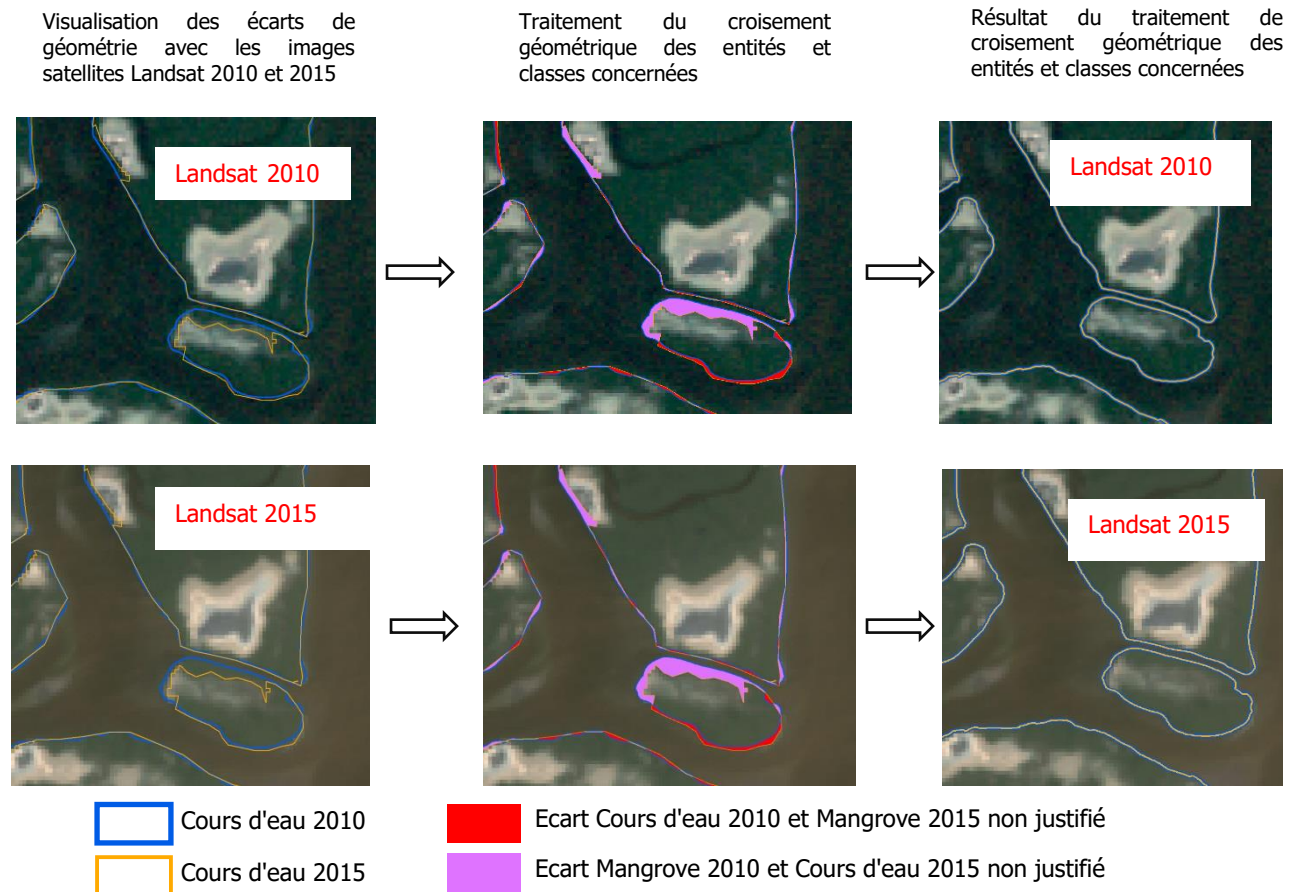 Visualisation des écarts de
géométrie avec les images
satellites Landsat 2010 et 2015
Traitement du croisement
géométrique des entités et
classes concernées
Résultat du traitement de
croisement géométrique des
entités et classes concernées
Landsat 2010
Landsat 2010
Landsat 2015
Landsat 2015
Cours d'eau 2010
Cours d'eau 2015
Ecart Cours d'eau 2010 et Mangrove 2015 non justifié
Ecart Mangrove 2010 et Cours d'eau 2015 non justifié